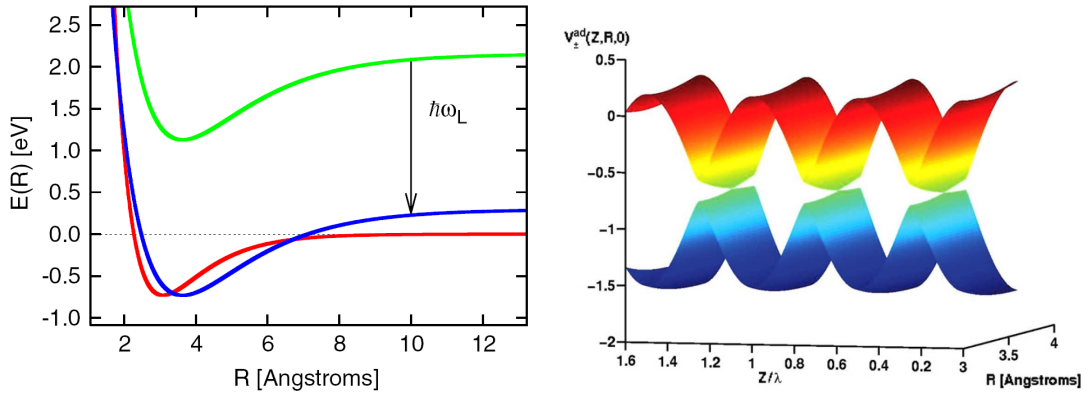 2.5
2.0
1.5
1.0
0.5
0.0
-0.5
-1.0
E(R) [eV]
ħω_L
2 4 6 8 10 12
R [Angstroms]
V±^ad(Z,R,0)
0.5
0
−0.5
−1
−1.5
−2
1.6 1.4 1.2 1 0.8 0.6 0.4 0.2 3
3.5
4
Z/λ
R [Angstroms]